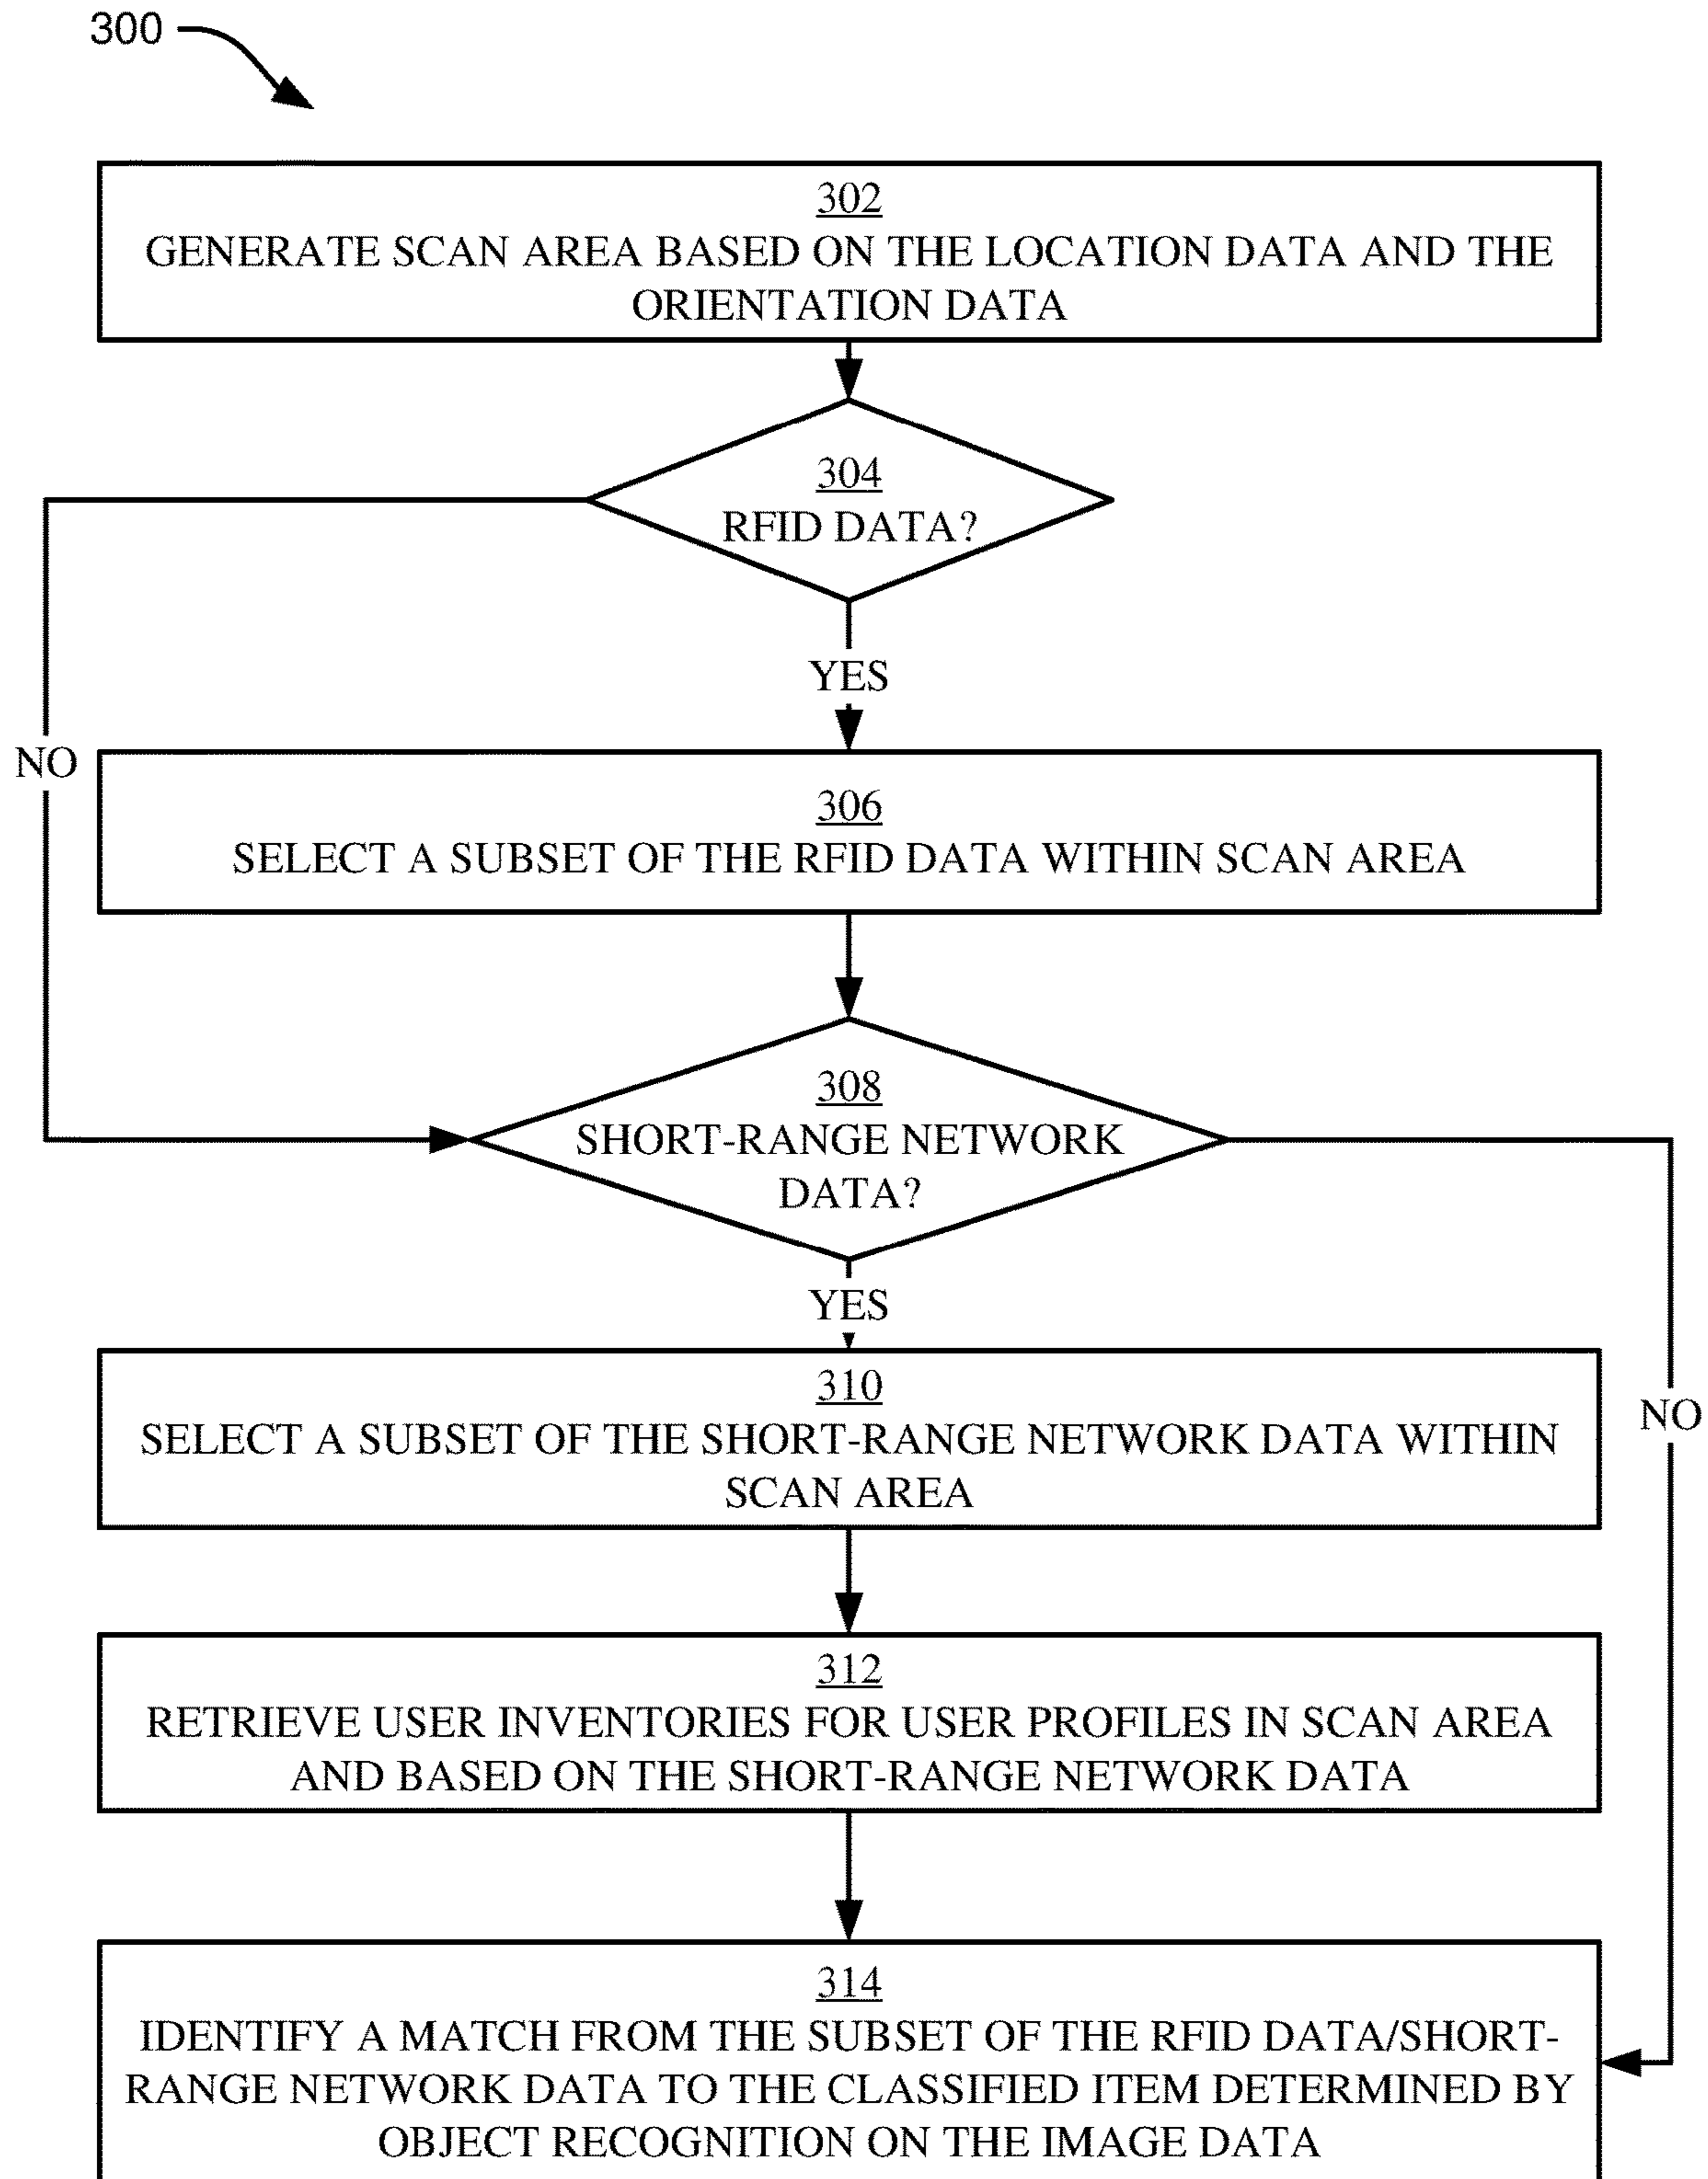 300
302
GENERATE SCAN AREA BASED ON THE LOCATION DATA AND THE
ORIENTATION DATA
304
RFID DATA?
YES
NO
306
SELECT A SUBSET OF THE RFID DATA WITHIN SCAN AREA
308
SHORT-RANGE NETWORK
DATA?
YES
310
SELECT A SUBSET OF THE SHORT-RANGE NETWORK DATA WITHIN
SCAN AREA
NO
312
RETRIEVE USER INVENTORIES FOR USER PROFILES IN SCAN AREA
AND BASED ON THE SHORT-RANGE NETWORK DATA
314
IDENTIFY A MATCH FROM THE SUBSET OF THE RFID DATA/SHORT-
RANGE NETWORK DATA TO THE CLASSIFIED ITEM DETERMINED BY
OBJECT RECOGNITION ON THE IMAGE DATA